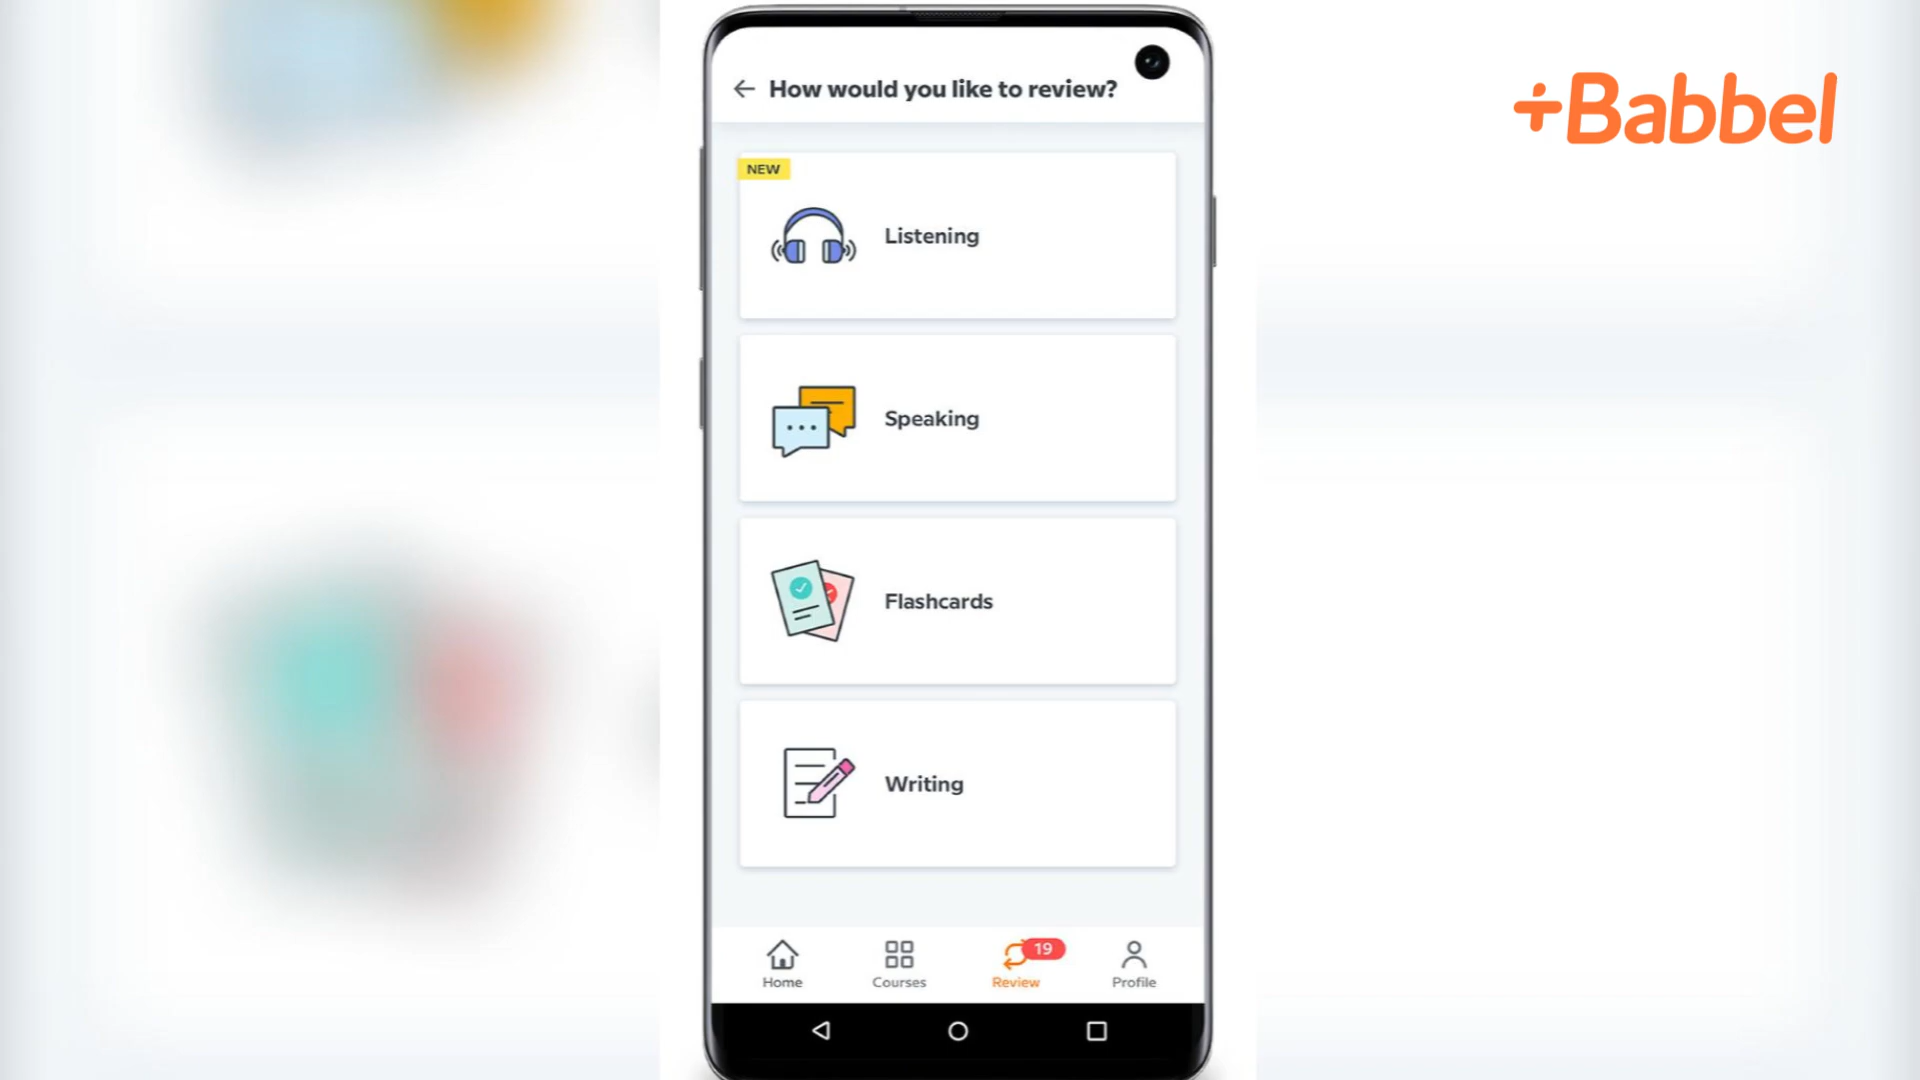 How would you like to review?
+Babbel
NEW
Listening
Speaking
Flashcards
Writing
19
Home
Courses
Review
Profile